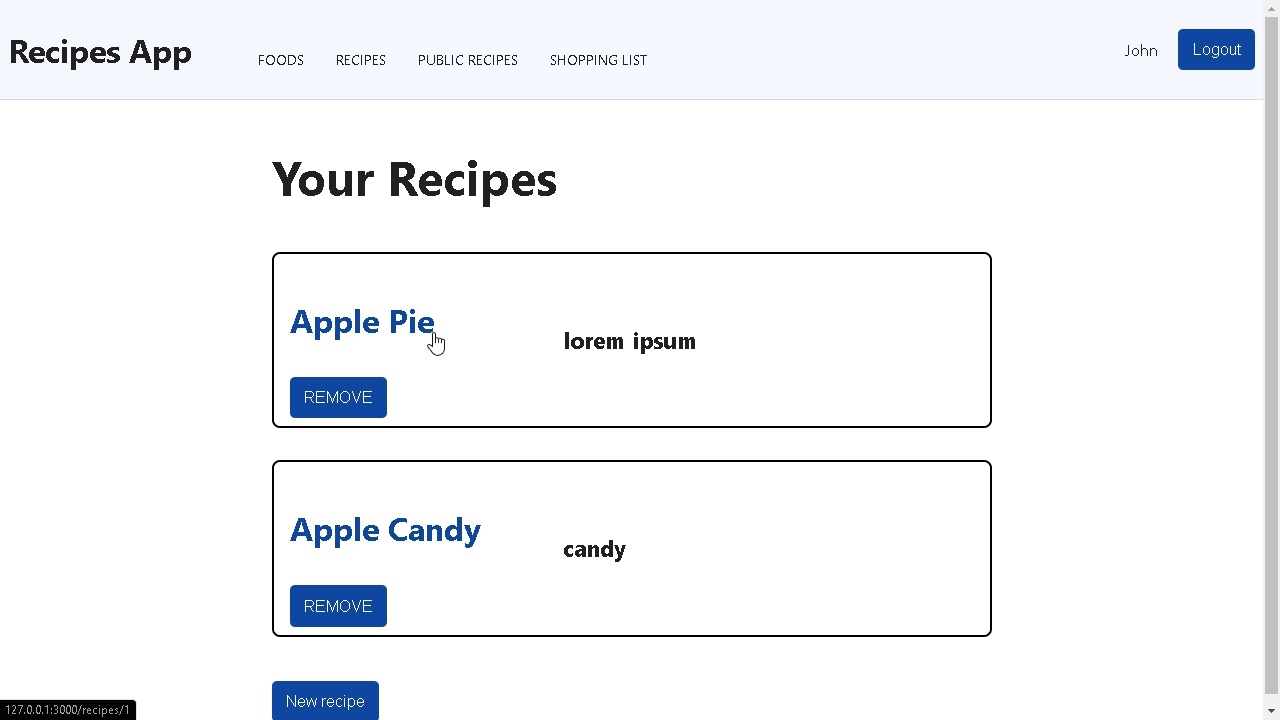 Recipes App
FOODS RECIPES PUBLIC RECIPES SHOPPING LIST
John Logout
Your Recipes
Apple Pie
lorem ipsum
REMOVE
Apple Candy
candy
REMOVE
New recipe
127.0.0.1:3000/recipes/1